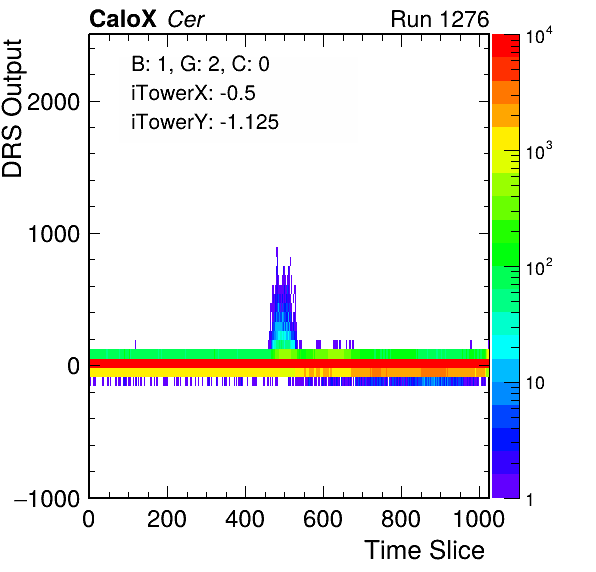 CaloX Cer
Run 1276
B: 1, G: 2, C: 0
iTowerX: -0.5
iTowerY: -1.125
DRS Output
2000
1000
0
−1000
0 200 400 600 800 1000
Time Slice
10⁴
10³
10²
10
1